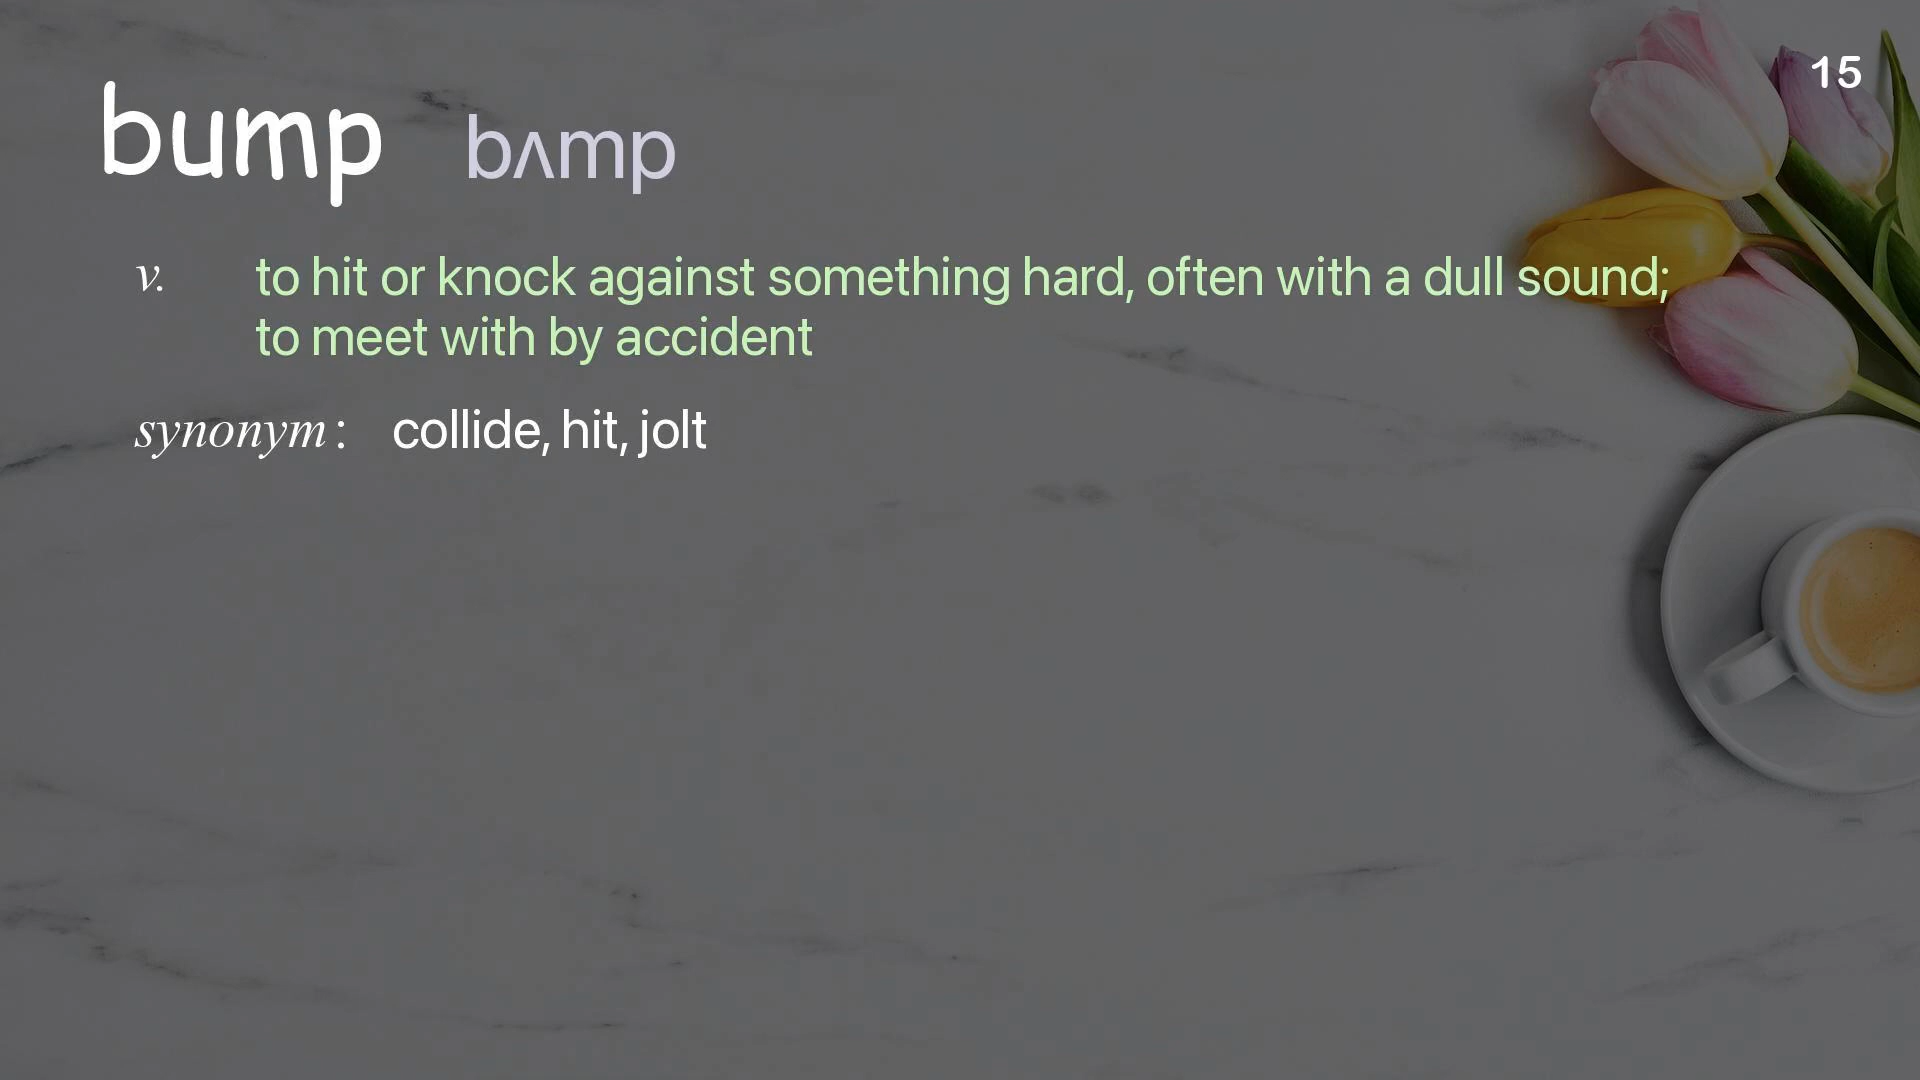 15
bump bʌmp
v. to hit or knock against something hard, often with a dull sound;
to meet with by accident
synonym : collide, hit, jolt